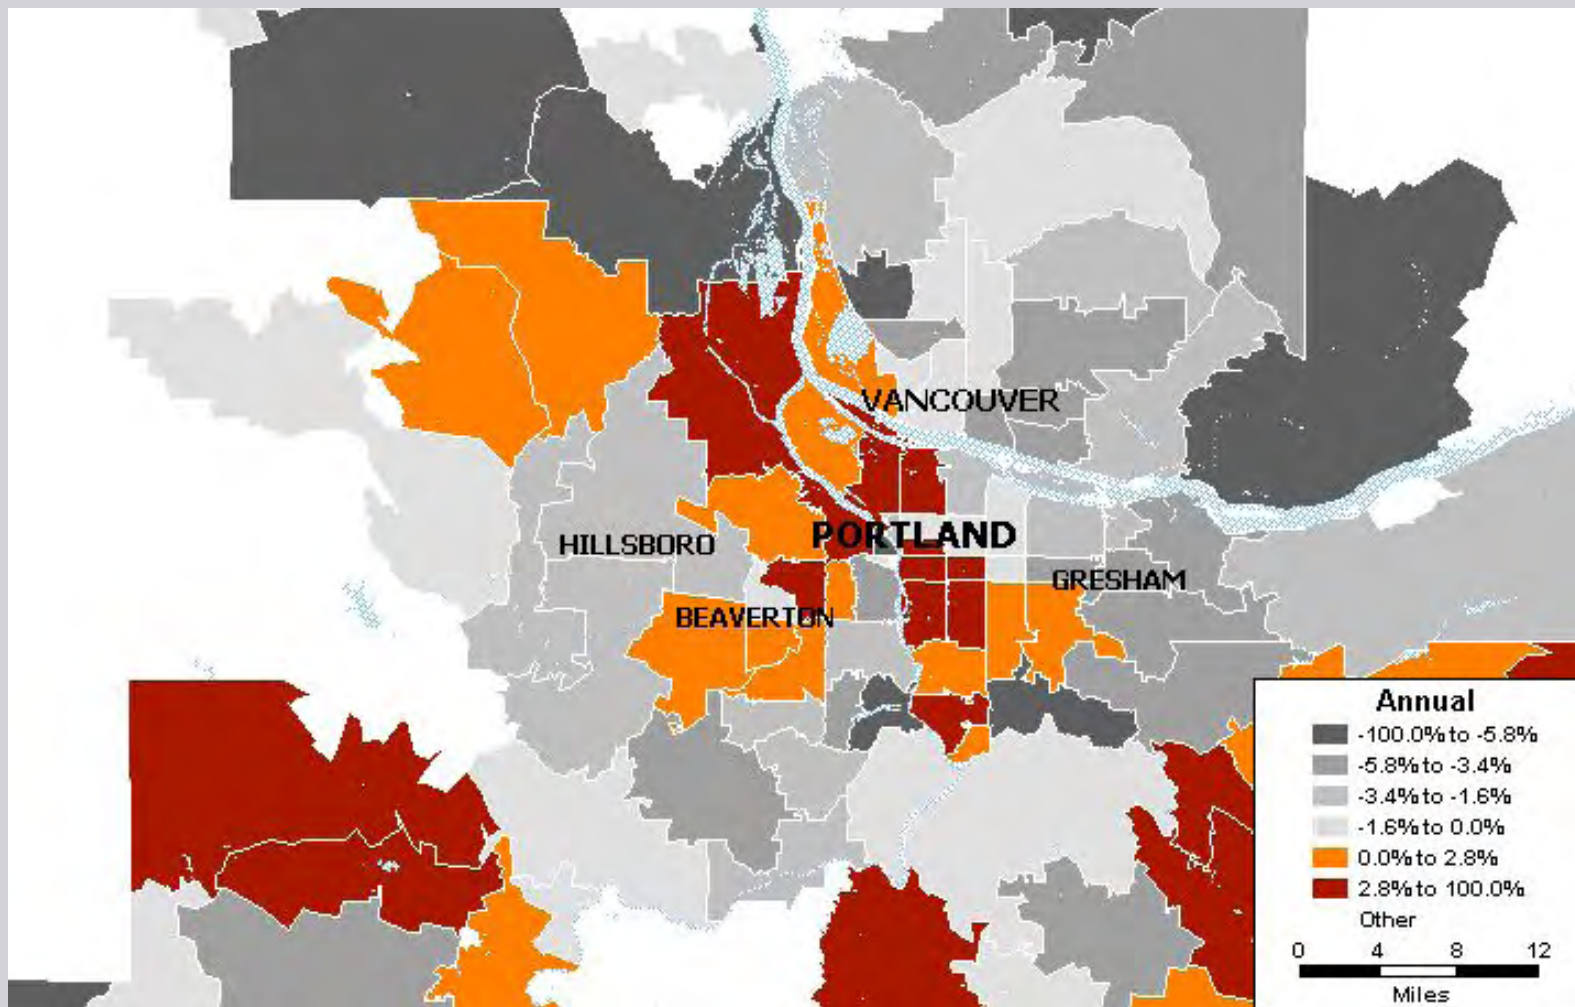 VANCOUVER
PORTLAND
HILLSBORO
GRESHAM
BEAVERTON
Annual
-100.0% to -5.8%
-5.8% to -3.4%
-3.4% to -1.6%
-1.6% to 0.0%
0.0% to 2.8%
2.8% to 100.0%
Other
0 4 8 12
Miles